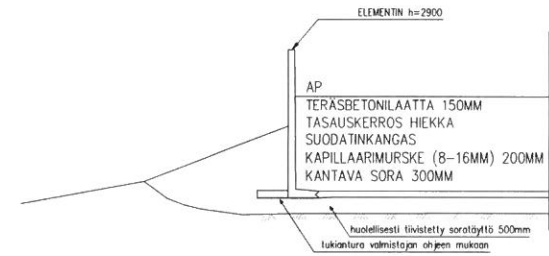 ELEMENTIN h=2900
AP
TERÄSBETONILAATTA 150MM
TASAUSKERROS HIEKKA
SUODATINKANGAS
KAPILLAARIMURSKE (8-16MM) 200MM
KANTAVA SORA 300MM
huolellisesti tiivistetty soratäyttö 500mm
tukiantura valmistajan ohjeen mukaan